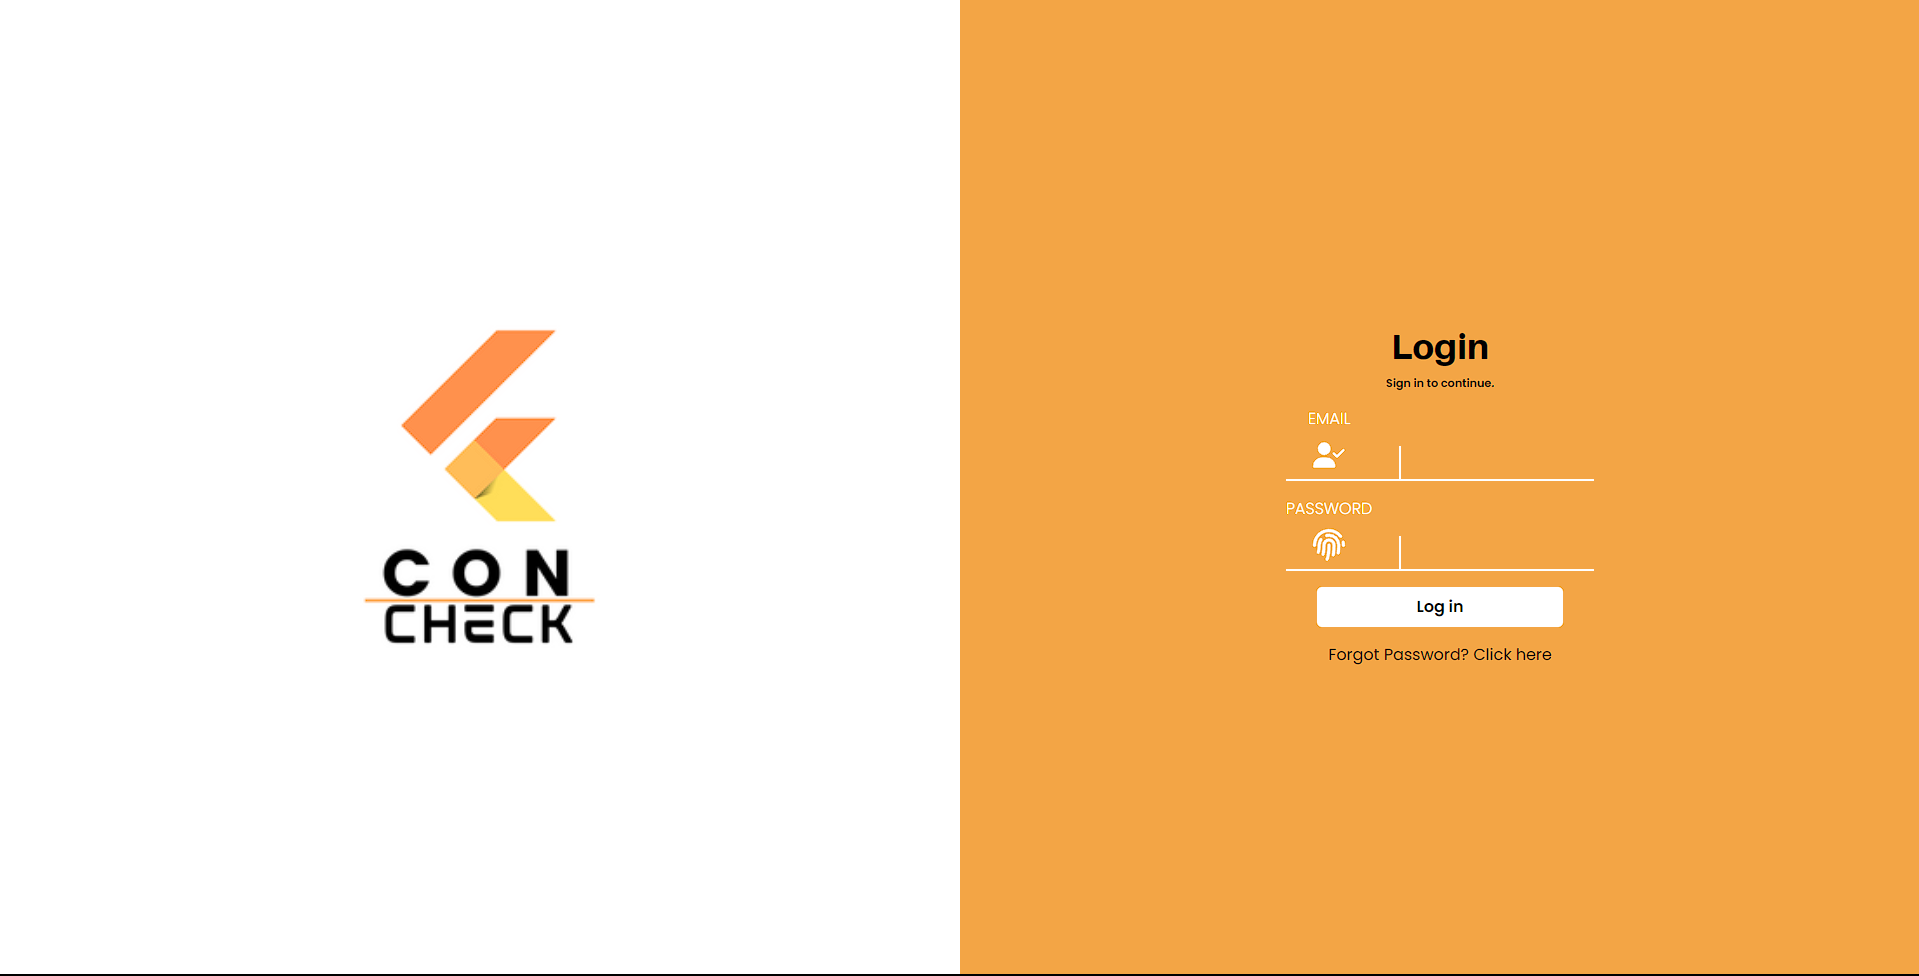 CON
CHECK
Login
Sign in to continue.
EMAIL
PASSWORD
Log in
Forgot Password? Click here